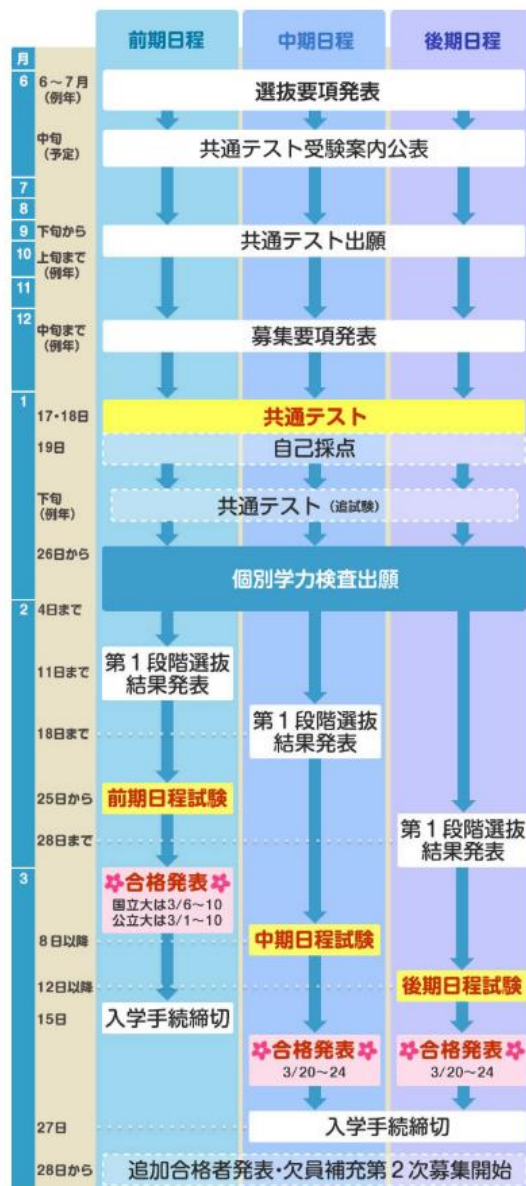 前期日程
中期日程
後期日程
月
6
6〜7月
(例年)
選抜要項発表
中旬
(予定)
共通テスト受験案内公表
7
8
9
下旬から
共通テスト出願
10
上旬まで
(例年)
11
12
中旬まで
(例年)
募集要項発表
1
17・18日
共通テスト
19日
自己採点
下旬
(例年)
共通テスト(追試験)
26日から
個別学力検査出願
2
4日まで
11日まで
第1段階選抜
結果発表
18日まで
第1段階選抜
結果発表
25日から
前期日程試験
28日まで
第1段階選抜
結果発表
3
合格発表
国立大は3/6〜10
公立大は3/1〜10
8日以降
中期日程試験
12日以降
後期日程試験
15日
入学手続締切
合格発表
3/20〜24
合格発表
3/20〜24
27日
入学手続締切
28日から
追加合格者発表・欠員補充第2次募集開始